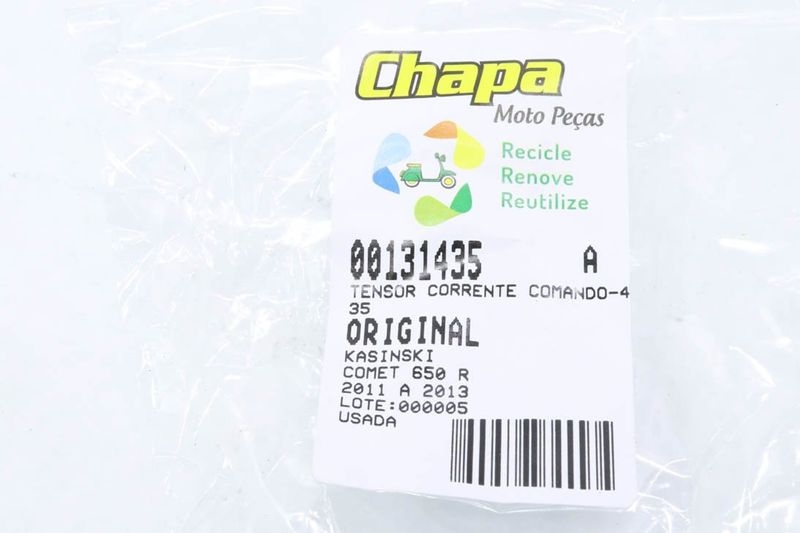 Chapa
Moto Peças
Recicle
Renove
Reutilize
00131435 A
TENSOR CORRENTE COMANDO-4
35
ORIGINAL
KASINSKI
COMET 650 R
2011 A 2013
LOTE:000005
USADA